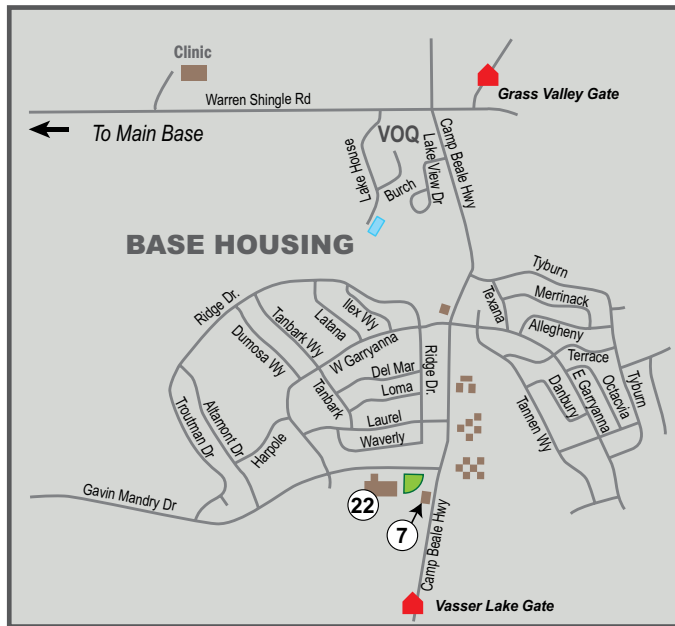 Clinic
Grass Valley Gate
Warren Shingle Rd
To Main Base
VOQ
Lake House
Burch
Lake View Dr
Camp Beale Hwy
BASE HOUSING
Tyburn
Texana
Merrinack
Allegheny
Ridge Dr.
Ilex Wy
Latana
Tanbark Wy
Dumosa Wy
W Garryanna
Ridge Dr.
Terrace
Del Mar
Loma
Tanbark
Laurel
Waverly
Danbury
E Garryanna
Octacvia
Tyburn
Tannen Wy
Troutman Dr
Altamont Dr
Harpole
Gavin Mandry Dr
22
7
Camp Beale Hwy
Vasser Lake Gate